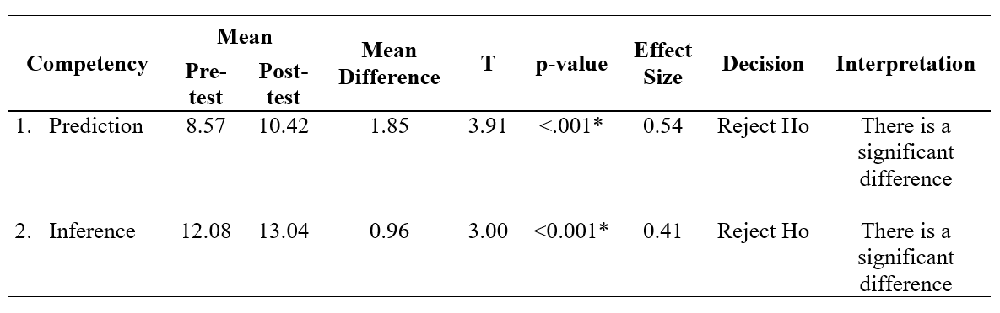 Competency Mean Mean Difference T p-value Effect Size Decision Interpretation
Pre-test Post-test
1. Prediction 8.57 10.42 1.85 3.91 <.001* 0.54 Reject Ho There is a significant difference
2. Inference 12.08 13.04 0.96 3.00 <0.001* 0.41 Reject Ho There is a significant difference